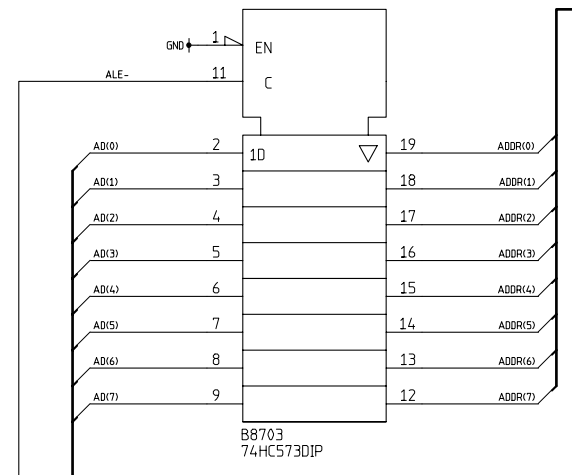 GND 1 EN
ALE- 11 C
AD(0) 2 1D 19 ADDR(0)
AD(1) 3 18 ADDR(1)
AD(2) 4 17 ADDR(2)
AD(3) 5 16 ADDR(3)
AD(4) 6 15 ADDR(4)
AD(5) 7 14 ADDR(5)
AD(6) 8 13 ADDR(6)
AD(7) 9 12 ADDR(7)
B8703
74HC573DIP